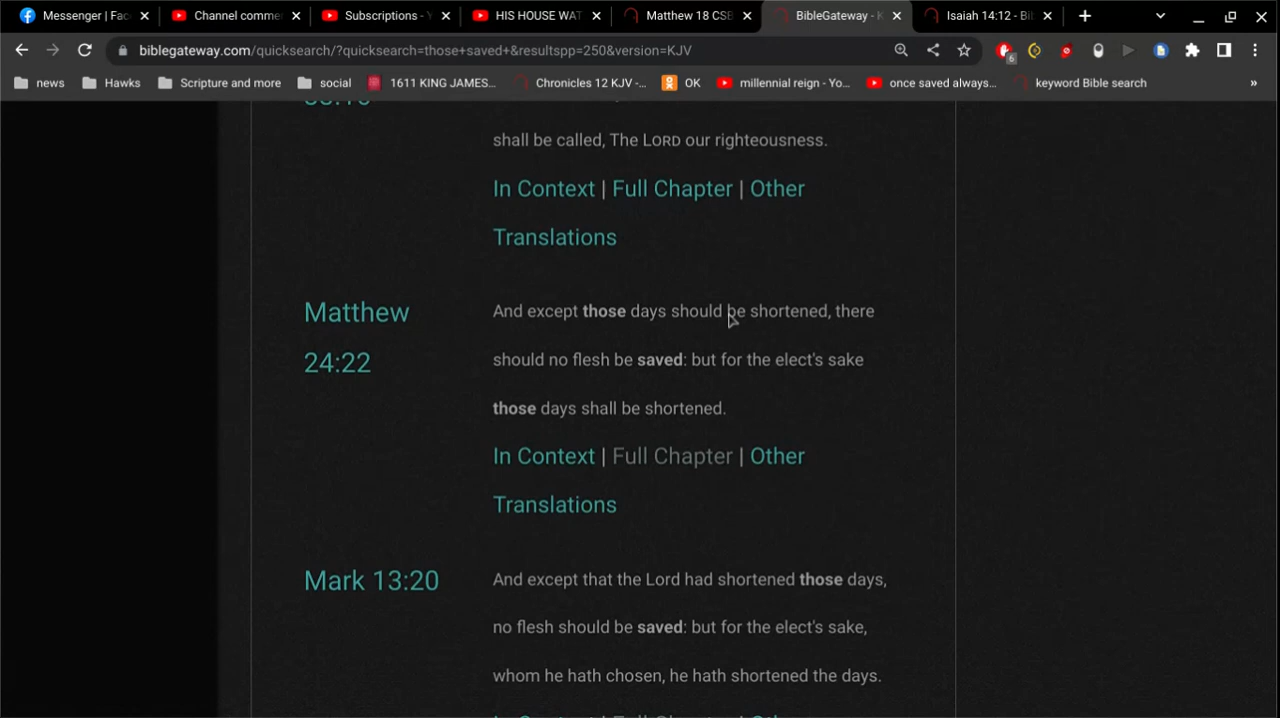 Messenger | Face
Channel comme
Subscriptions - Y
HIS HOUSE WAT
Matthew 18 CSB
BibleGateway - K
Isaiah 14:12 - Bi
biblegateway.com/quicksearch/?quicksearch=those+saved+&resultspp=250&version=KJV
6
news
Hawks
Scripture and more
social
1611 KING JAMES...
Chronicles 12 KJV -...
OK
millennial reign - Yo...
once saved always...
keyword Bible search
»
shall be called, The LORD our righteousness.
In Context | Full Chapter | Other
Translations
Matthew
24:22
And except those days should be shortened, there
should no flesh be saved: but for the elect's sake
those days shall be shortened.
In Context | Full Chapter | Other
Translations
Mark 13:20
And except that the Lord had shortened those days,
no flesh should be saved: but for the elect's sake,
whom he hath chosen, he hath shortened the days.